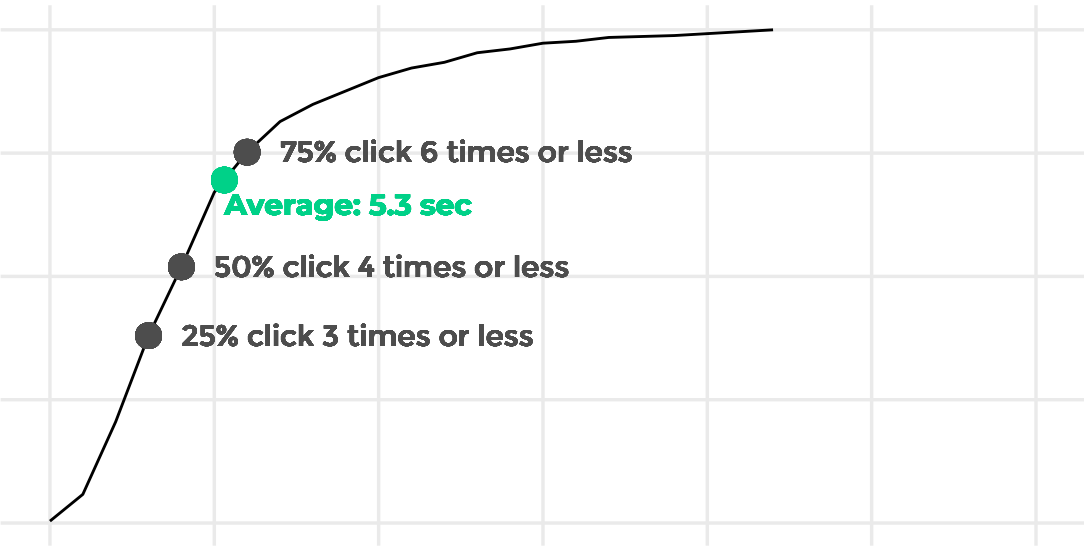 75% click 6 times or less
Average: 5.3 sec
50% click 4 times or less
25% click 3 times or less